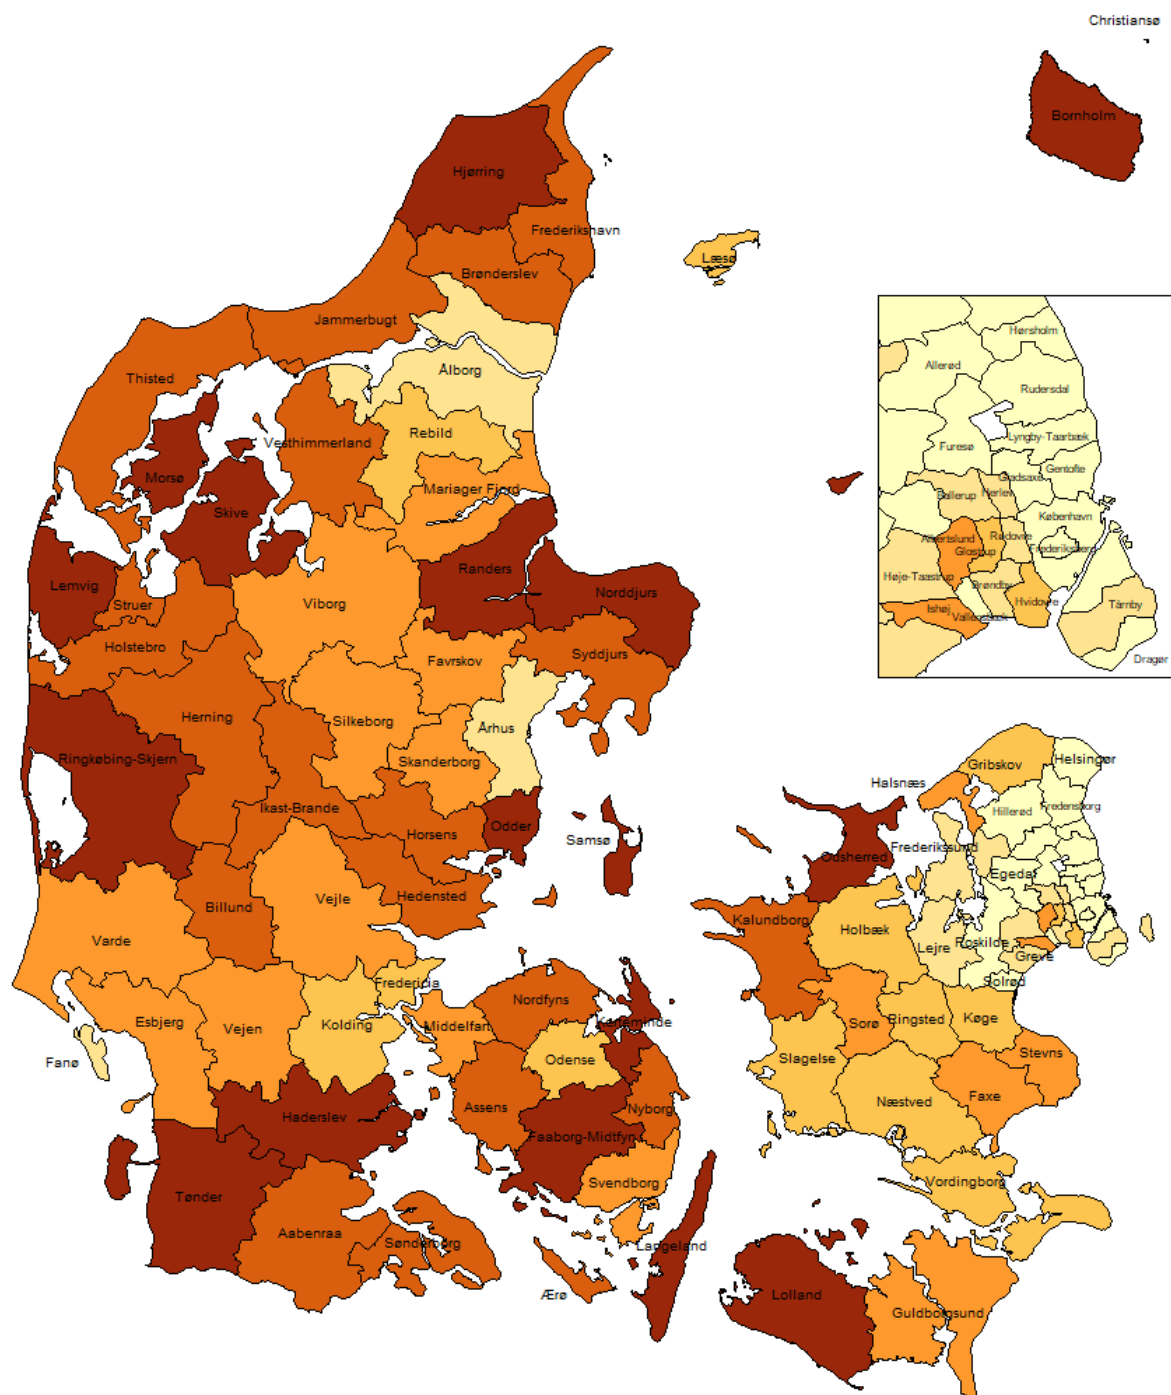 Christiansø
Bornholm
Hjørring
Frederikshavn
Læsø
Brønderslev
Jammerbugt
Ålborg
Thisted
Rebild
Vesthimmerland
Morsø
Mariager Fjord
Skive
Randers
Lemvig
Norddjurs
Struer
Viborg
Holstebro
Favrskov
Syddjurs
Herning
Silkeborg
Århus
Ringkøbing-Skjern
Skanderborg
Ikast-Brande
Horsens
Odder
Samsø
Hedensted
Billund
Vejle
Varde
Fredericia
Esbjerg
Vejen
Kolding
Middelfart
Nordfyns
Kerteminde
Fanø
Odense
Haderslev
Assens
Nyborg
Faaborg-Midtfyn
Svendborg
Tønder
Aabenraa
Sønderborg
Langeland
Ærø
Hørsholm
Allerød
Rudersdal
Lyngby-Taarbæk
Furesø
Gentofte
Gladsaxe
Ballerup
Herlev
København
Rødovre
Albertslund
Frederiksberg
Glostrup
Høje-Taastrup
Brøndby
Hvidovre
Ishøj
Vallensbæk
Tårnby
Dragør
Helsingør
Gribskov
Halsnæs
Hillerød
Fredensborg
Frederikssund
Odsherred
Egedal
Kalundborg
Holbæk
Lejre
Roskilde
Greve
Solrød
Sorø
Ringsted
Køge
Stevns
Slagelse
Næstved
Faxe
Vordingborg
Lolland
Guldborgsund